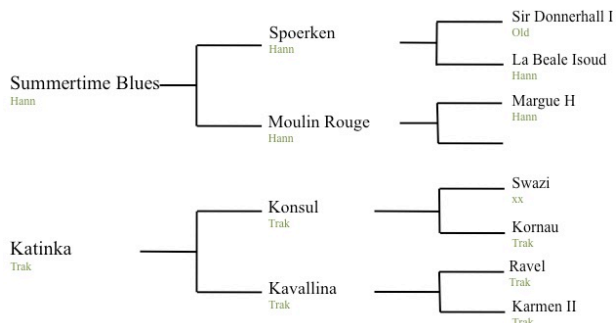 Summertime Blues
Hann
Spoerken
Hann
Sir Donnerhall I
Old
La Beale Isoud
Hann
Moulin Rouge
Hann
Margue H
Hann
Katinka
Trak
Konsul
Trak
Swazi
xx
Kornau
Trak
Kavallina
Trak
Ravel
Trak
Karmen II
Trak